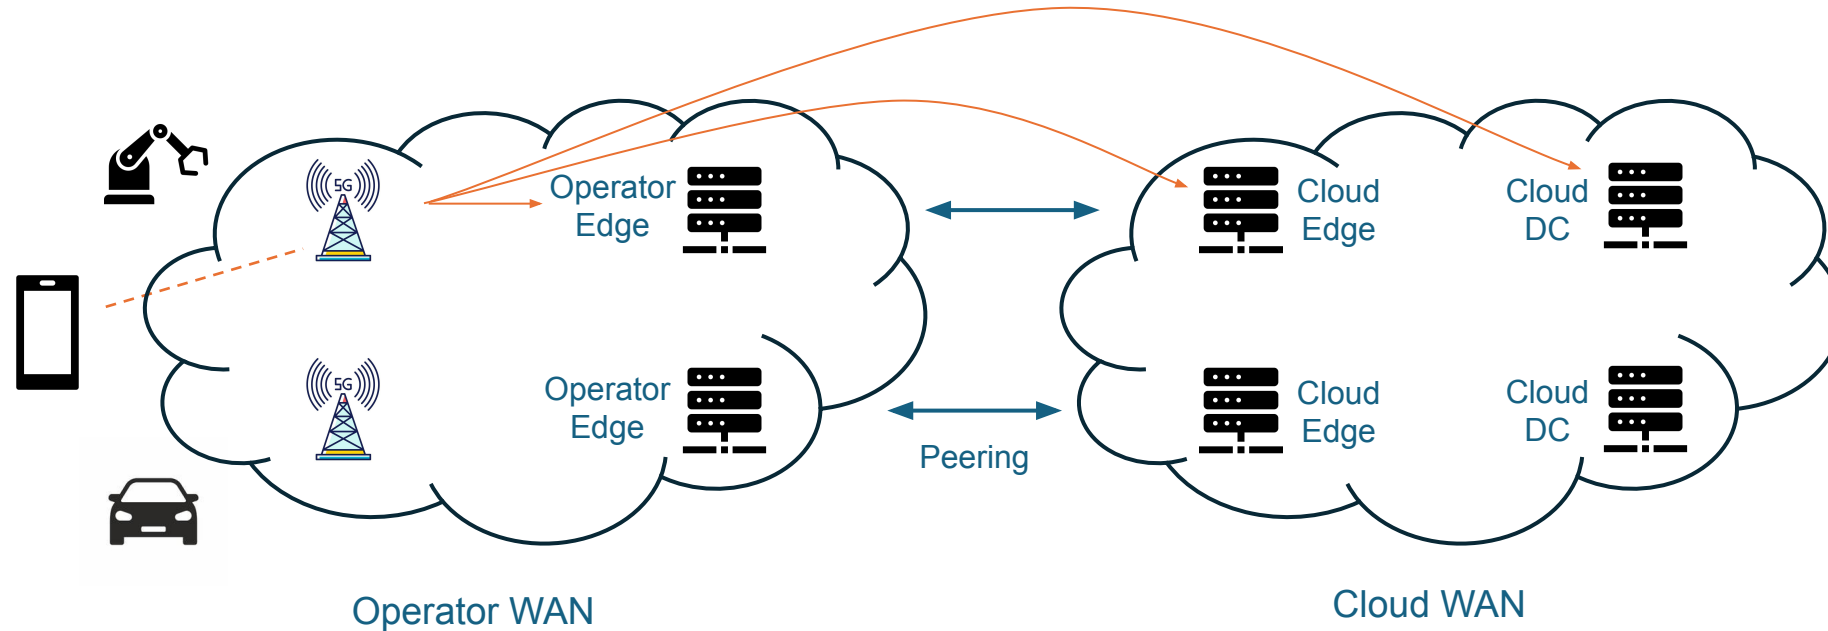 5G
Operator
Edge
Cloud
Edge
Cloud
DC
5G
Operator
Edge
Peering
Cloud
Edge
Cloud
DC
Operator WAN
Cloud WAN